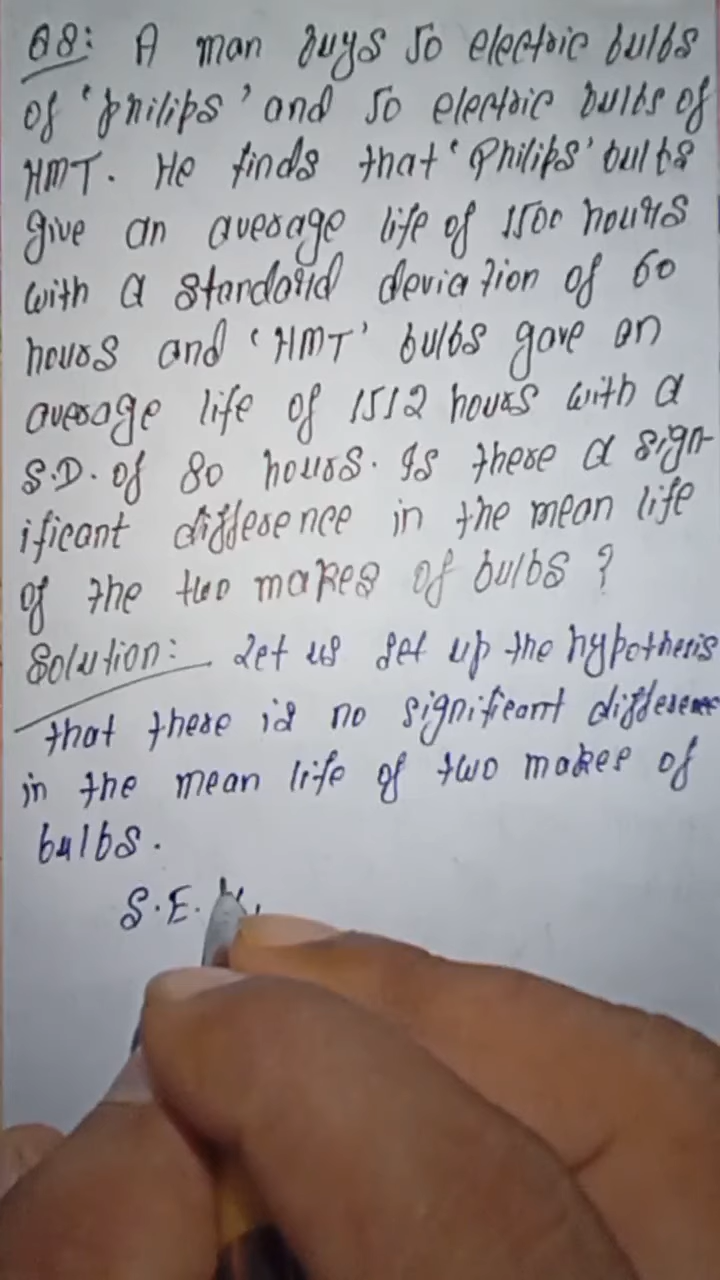 Q8: A man buys 50 electric bulbs
of 'philips' and 50 electric bulbs of
HMT. He finds that 'Philips' bulbs
give an average life of 1500 hours
with a standard deviation of 60
hours and 'HMT' bulbs gave an
average life of 1512 hours with a
S.D. of 80 hours. Is there a sign-
ificant difference in the mean life
of the two makes of bulbs?
Solution: Let us set up the hypothesis
that there is no significant difference
in the mean life of two makes of
bulbs.
S.E.